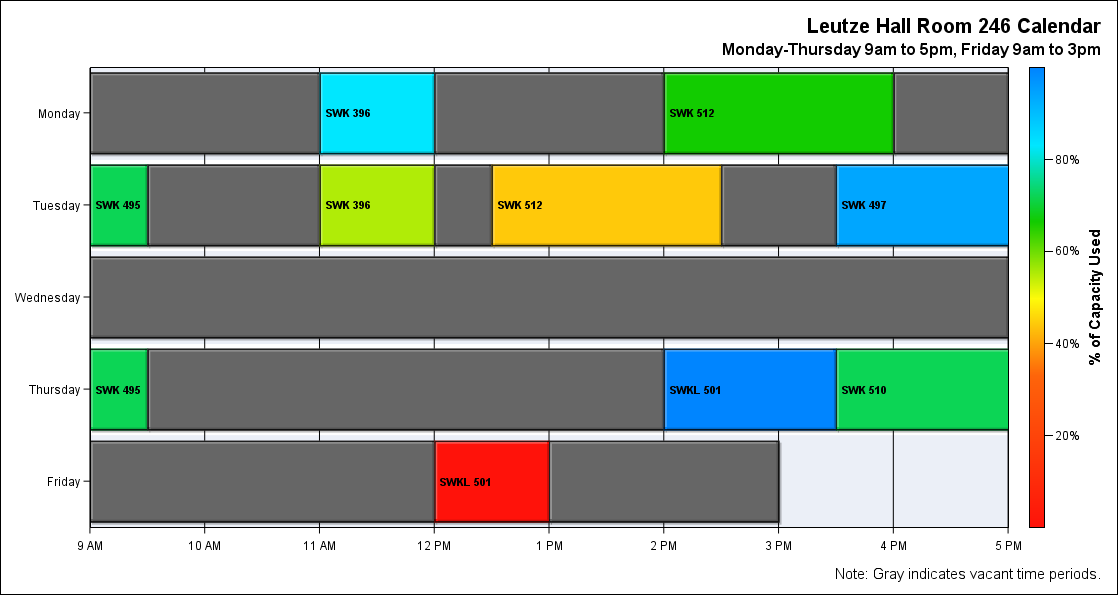 Leutze Hall Room 246 Calendar
Monday-Thursday 9am to 5pm, Friday 9am to 3pm
Monday
SWK 396
SWK 512
Tuesday
SWK 495
SWK 396
SWK 512
SWK 497
Wednesday
Thursday
SWK 495
SWKL 501
SWK 510
Friday
SWKL 501
9 AM
10 AM
11 AM
12 PM
1 PM
2 PM
3 PM
4 PM
5 PM
80%
60%
40%
20%
% of Capacity Used
Note: Gray indicates vacant time periods.